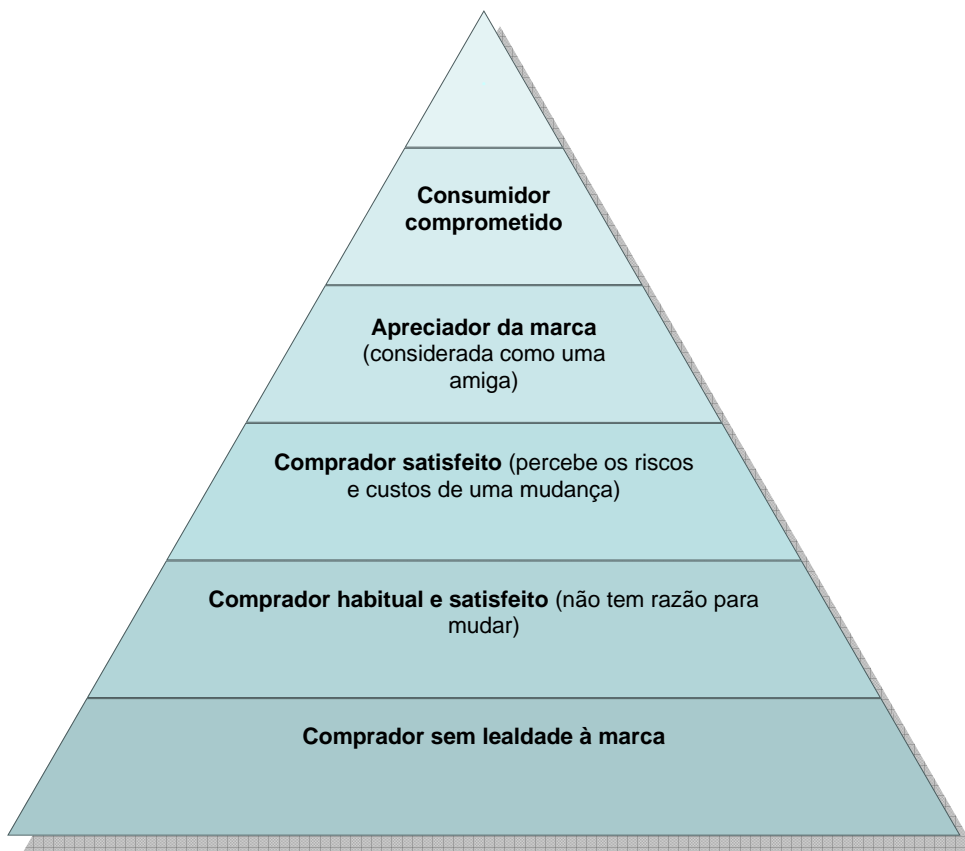 Consumidor
comprometido
Apreciador da marca
(considerada como uma
amiga)
Comprador satisfeito (percebe os riscos
e custos de uma mudança)
Comprador habitual e satisfeito (não tem razão para
mudar)
Comprador sem lealdade à marca